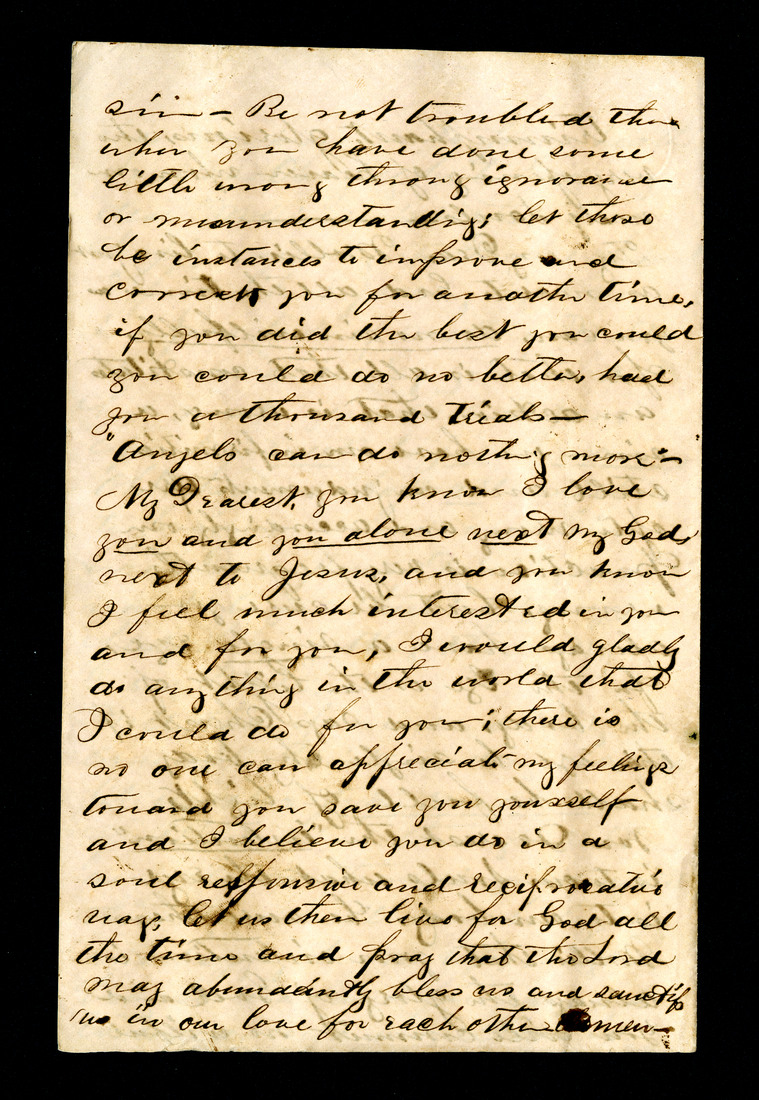 sin – Be not troubled then
when you have done some
little wrong throug ignorance
or misunderstanding; let those
be instances to improve and
correct you for anothe time,
if you did the best you could
you could do no better, had
you a thousand trials—
"Angels can do nothing more"—
My Dearest, you know I love
you and you alone next my God,
next to Jesus, and you know
I feel much interested in you
and for you, I would gladly
do anything in the world that
I could do for you; there is
no one can appreciate my feelings
toward you save you yourself
and I believe you do in a
soul responsive and reciprocative
way, let us then live for God all
the time and pray that the Lord
may abundantly bless us and sanctify
us in our love for each other Amen—